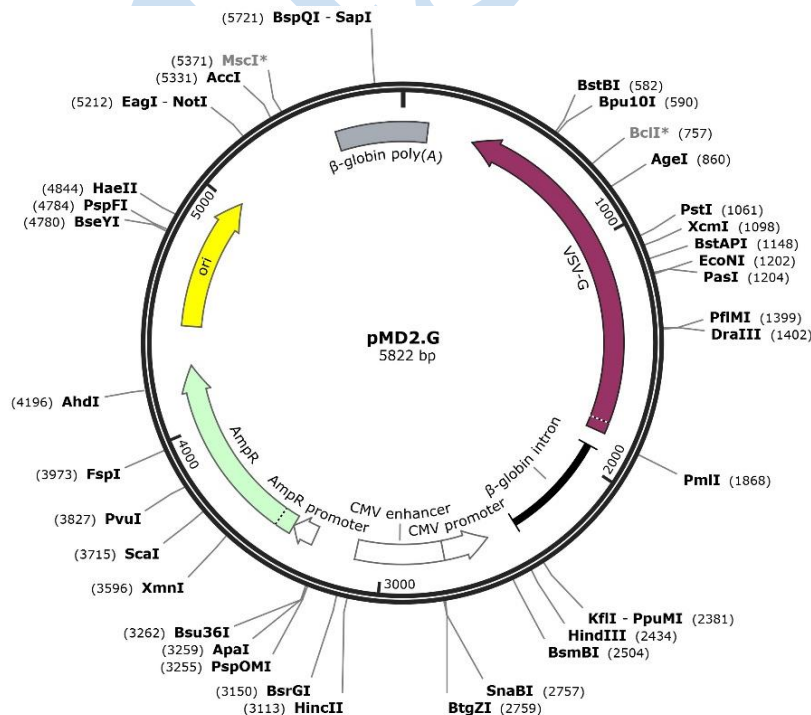 (5721) BspQI - SapI
(5371) MscI*
(5331) AccI
(5212) EagI - NotI
(4844) HaeII
(4784) PspFI
(4780) BseYI
(4196) AhdI
(3973) FspI
(3827) PvuI
(3715) ScaI
(3596) XmnI
(3262) Bsu36I
(3259) ApaI
(3255) PspOMI
(3150) BsrGI
(3113) HincII
BstBI (582)
Bpu10I (590)
BclI* (757)
AgeI (860)
PstI (1061)
XcmI (1098)
BstAPI (1148)
EcoNI (1202)
PasI (1204)
PflMI (1399)
DraIII (1402)
PmlI (1868)
KflI - PpuMI (2381)
HindIII (2434)
BsmBI (2504)
SnaBI (2757)
BtgZI (2759)
β-globin poly(A)
VSV-G
β-globin intron
CMV enhancer
CMV promoter
AmpR promoter
AmpR
ori
1000
2000
3000
4000
5000
pMD2.G
5822 bp